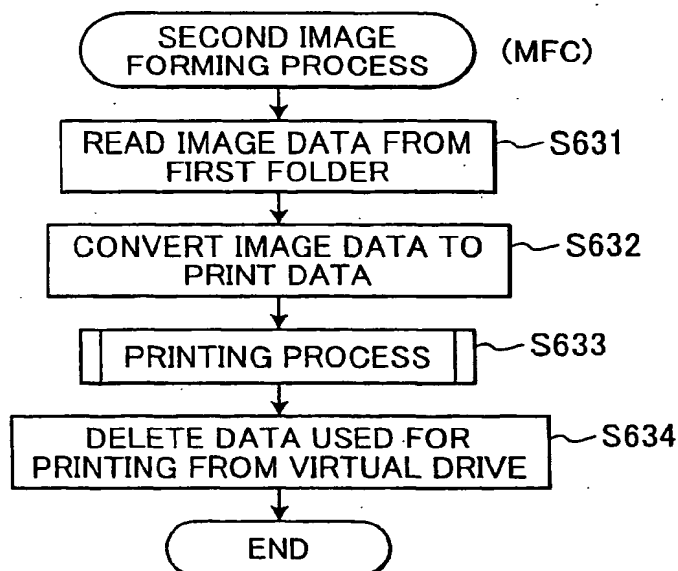 SECOND IMAGE
FORMING PROCESS
(MFC)
READ IMAGE DATA FROM
FIRST FOLDER
S631
CONVERT IMAGE DATA TO
PRINT DATA
S632
PRINTING PROCESS
S633
DELETE DATA USED FOR
PRINTING FROM VIRTUAL DRIVE
S634
END